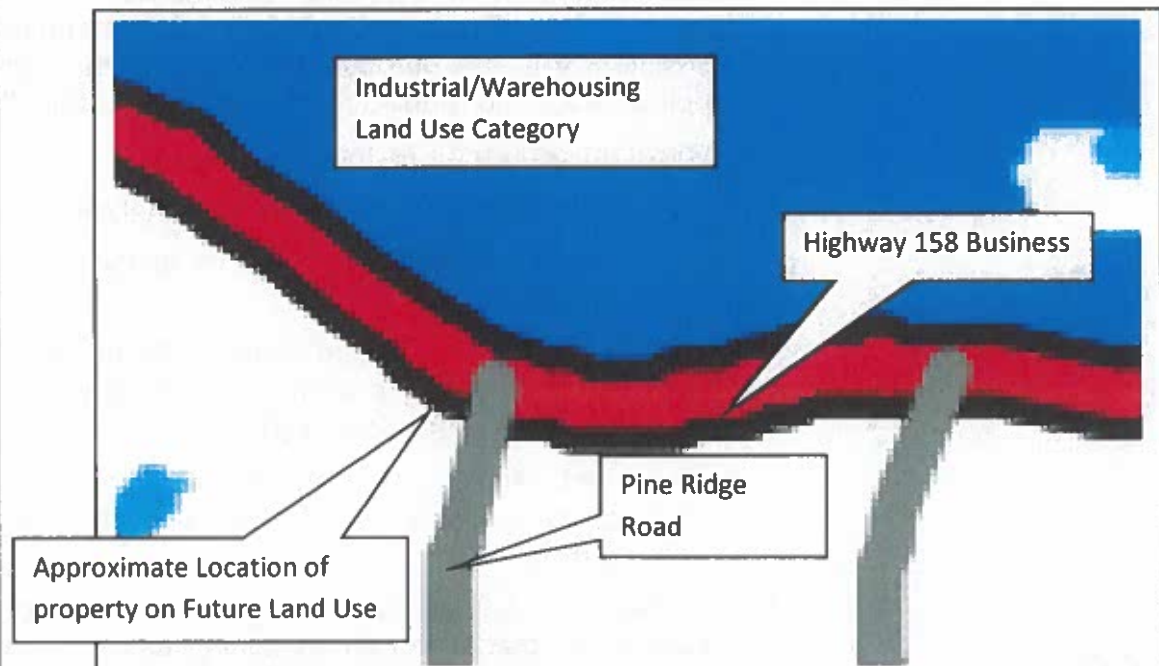 Industrial/Warehousing
Land Use Category
Highway 158 Business
Pine Ridge
Road
Approximate Location of
property on Future Land Use